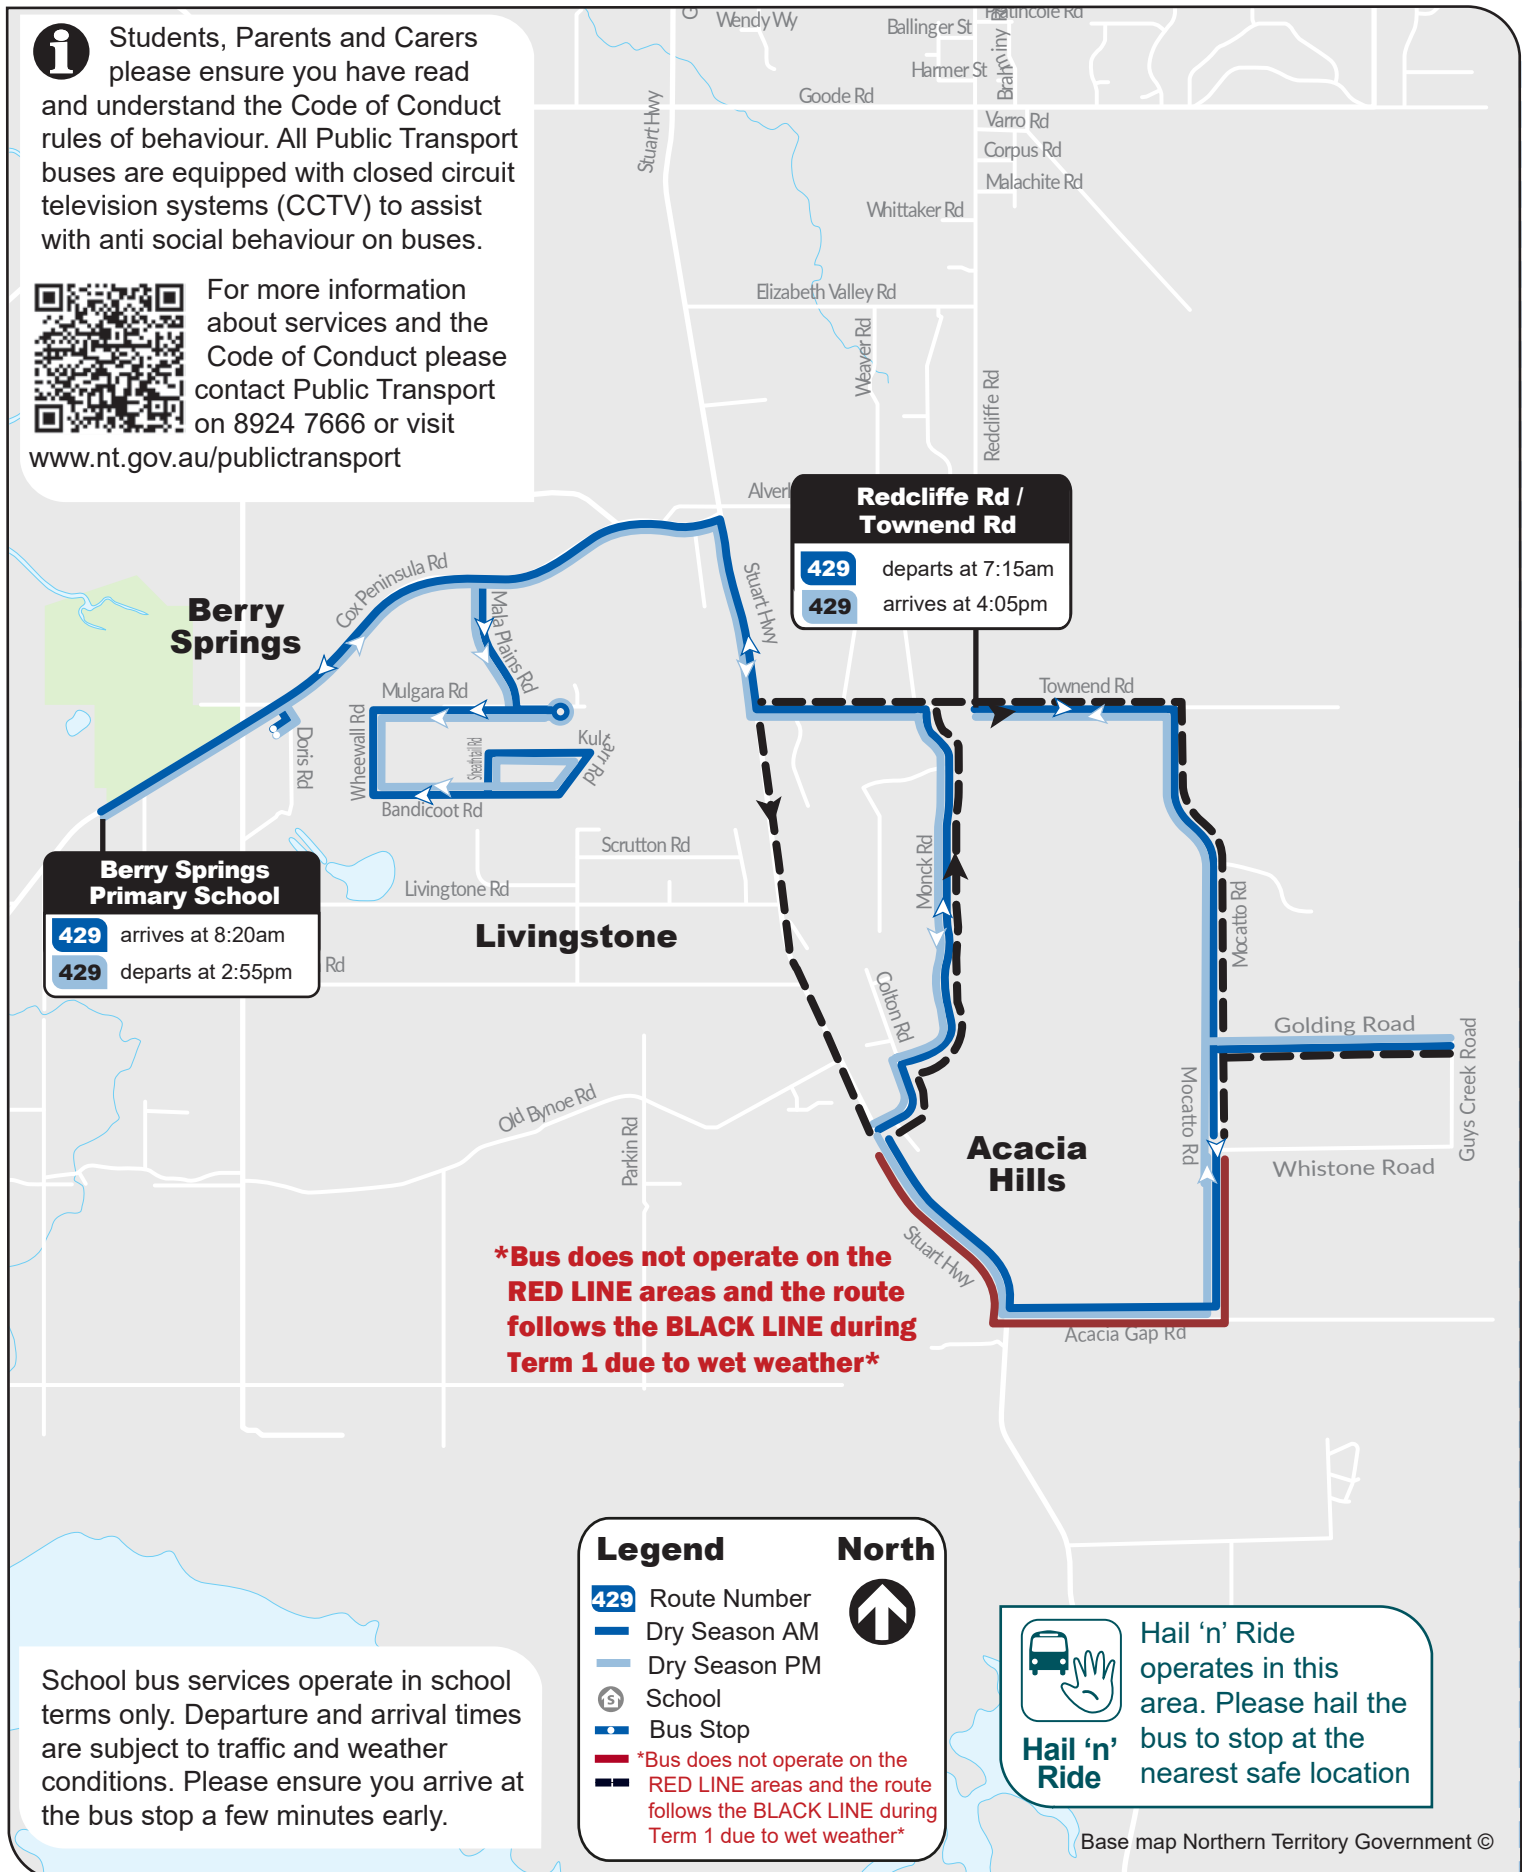 Students, Parents and Carers
please ensure you have read
and understand the Code of Conduct
rules of behaviour. All Public Transport
buses are equipped with closed circuit
television systems (CCTV) to assist
with anti social behaviour on buses.
For more information
about services and the
Code of Conduct please
contact Public Transport
on 8924 7666 or visit
www.nt.gov.au/publictransport
Wendy Wy
Ballinger St
Harmer St
Goode Rd
Stuart Hwy
Varro Rd
Corpus Rd
Malachite Rd
Whittaker Rd
Elizabeth Valley Rd
Weaver Rd
Redcliffe Rd
Redcliffe Rd /
Townend Rd
429 departs at 7:15am
429 arrives at 4:05pm
Berry
Springs
Cox Peninsula Rd
Mala Plains Rd
Stuart Hwy
Mulgara Rd
Townend Rd
Wheewall Rd
Doris Rd
Sheathtail Rd
Bandicoot Rd
Scrutton Rd
Livingtone Rd
Monck Rd
Mocatto Rd
Berry Springs
Primary School
429 arrives at 8:20am
429 departs at 2:55pm
Rd
Livingstone
Colton Rd
Golding Road
Guys Creek Road
Mocatto Rd
Old Bynoe Rd
Parkin Rd
Acacia
Hills
Whistone Road
Stuart Hwy
Acacia Gap Rd
*Bus does not operate on the
RED LINE areas and the route
follows the BLACK LINE during
Term 1 due to wet weather*
Legend North
429 Route Number
Dry Season AM
Dry Season PM
S School
Bus Stop
*Bus does not operate on the
RED LINE areas and the route
follows the BLACK LINE during
Term 1 due to wet weather*
School bus services operate in school
terms only. Departure and arrival times
are subject to traffic and weather
conditions. Please ensure you arrive at
the bus stop a few minutes early.
Hail ‘n’
Ride
Hail ‘n’ Ride
operates in this
area. Please hail the
bus to stop at the
nearest safe location
Base map Northern Territory Government ©